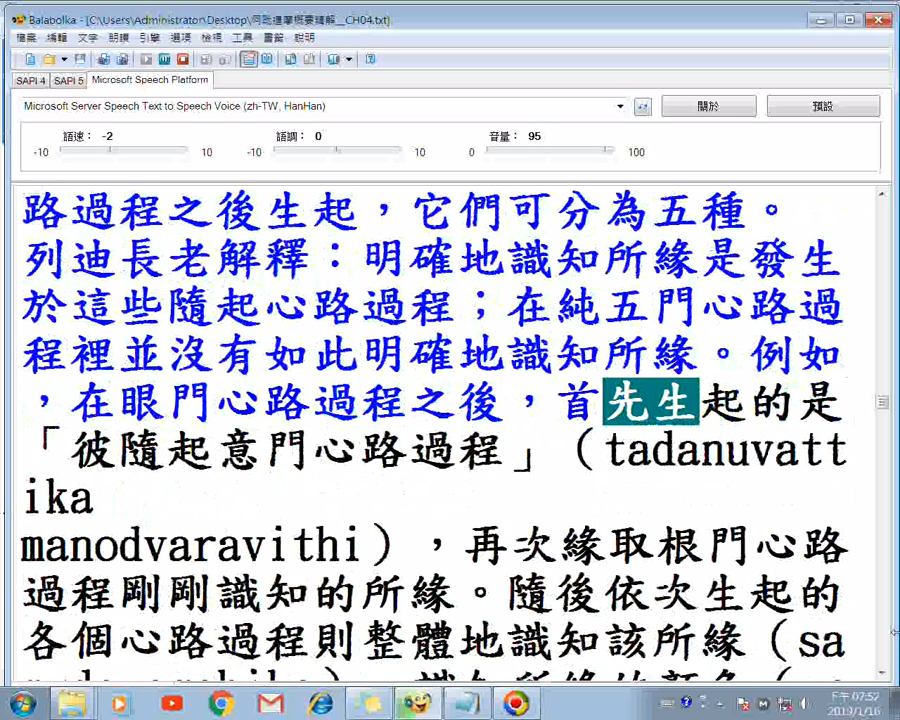 Balabolka - [C:\Users\Administrator\Desktop\阿毗達摩概要精解__CH04.txt]
檔案 編輯 文字 朗讀 引擎 選項 檢視 工具 書籤 說明
SAPI 4 SAPI 5 Microsoft Speech Platform
Microsoft Server Speech Text to Speech Voice (zh-TW, HanHan) 關於 預設
語速: -2 語調: 0 音量: 95
-10 10 -10 10 0 100
路過程之後生起，它們可分為五種。
列迪長老解釋：明確地識知所緣是發生
於這些隨起心路過程；在純五門心路過
程裡並沒有如此明確地識知所緣。例如
，在眼門心路過程之後，首先生起的是
「彼隨起意門心路過程」（tadanuvatt
ika
manodvaravithi），再次緣取根門心路
過程剛剛識知的所緣。隨後依次生起的
各個心路過程則整體地識知該所緣（sa
下午 07:52
2019/1/16